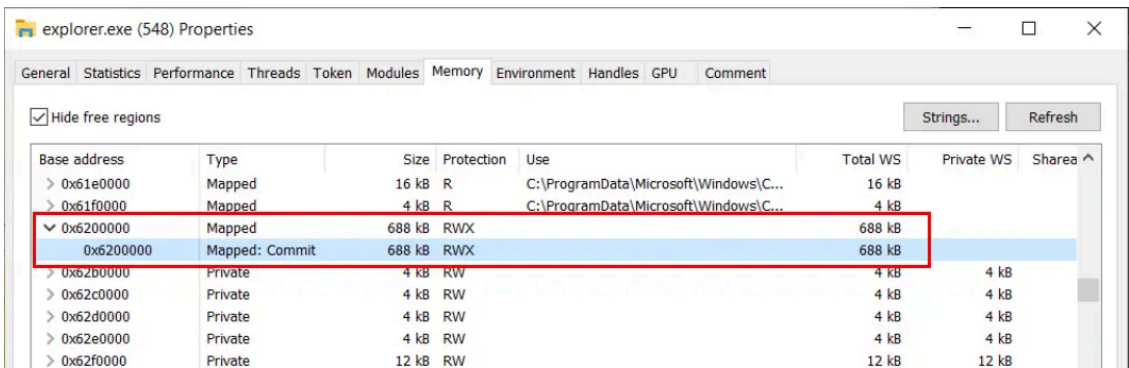 explorer.exe (548) Properties
General Statistics Performance Threads Token Modules Memory Environment Handles GPU Comment
Hide free regions Strings... Refresh
Base address Type Size Protection Use Total WS Private WS Sharea
0x61e0000 Mapped 16 kB R C:\ProgramData\Microsoft\Windows\C... 16 kB
0x61f0000 Mapped 4 kB R C:\ProgramData\Microsoft\Windows\C... 4 kB
0x6200000 Mapped 688 kB RWX 688 kB
0x6200000 Mapped: Commit 688 kB RWX 688 kB
0x62b0000 Private 4 kB RW 4 kB 4 kB
0x62c0000 Private 4 kB RW 4 kB 4 kB
0x62d0000 Private 4 kB RW 4 kB 4 kB
0x62e0000 Private 4 kB RW 4 kB 4 kB
0x62f0000 Private 12 kB RW 12 kB 12 kB